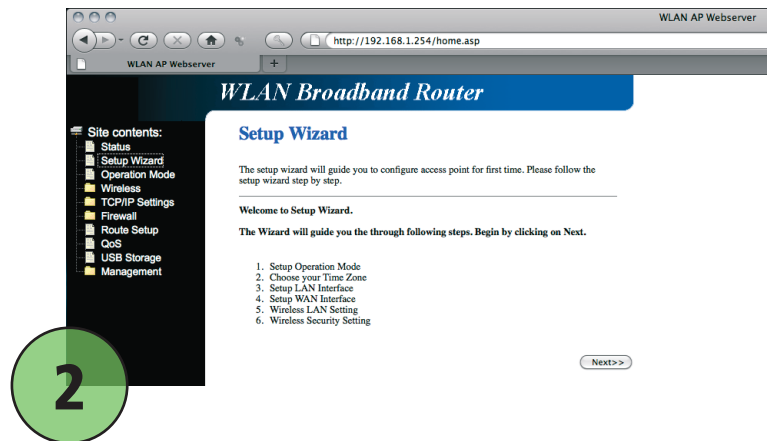 WLAN AP Webserver
http://192.168.1.254/home.asp
WLAN AP Webserver
+
WLAN Broadband Router
Site contents:
Status
Setup Wizard
Operation Mode
Wireless
TCP/IP Settings
Firewall
Route Setup
QoS
USB Storage
Management
Setup Wizard
The setup wizard will guide you to configure access point for first time. Please follow the
setup wizard step by step.
Welcome to Setup Wizard.
The Wizard will guide you the through following steps. Begin by clicking on Next.
1. Setup Operation Mode
2. Choose your Time Zone
3. Setup LAN Interface
4. Setup WAN Interface
5. Wireless LAN Setting
6. Wireless Security Setting
Next>>
2